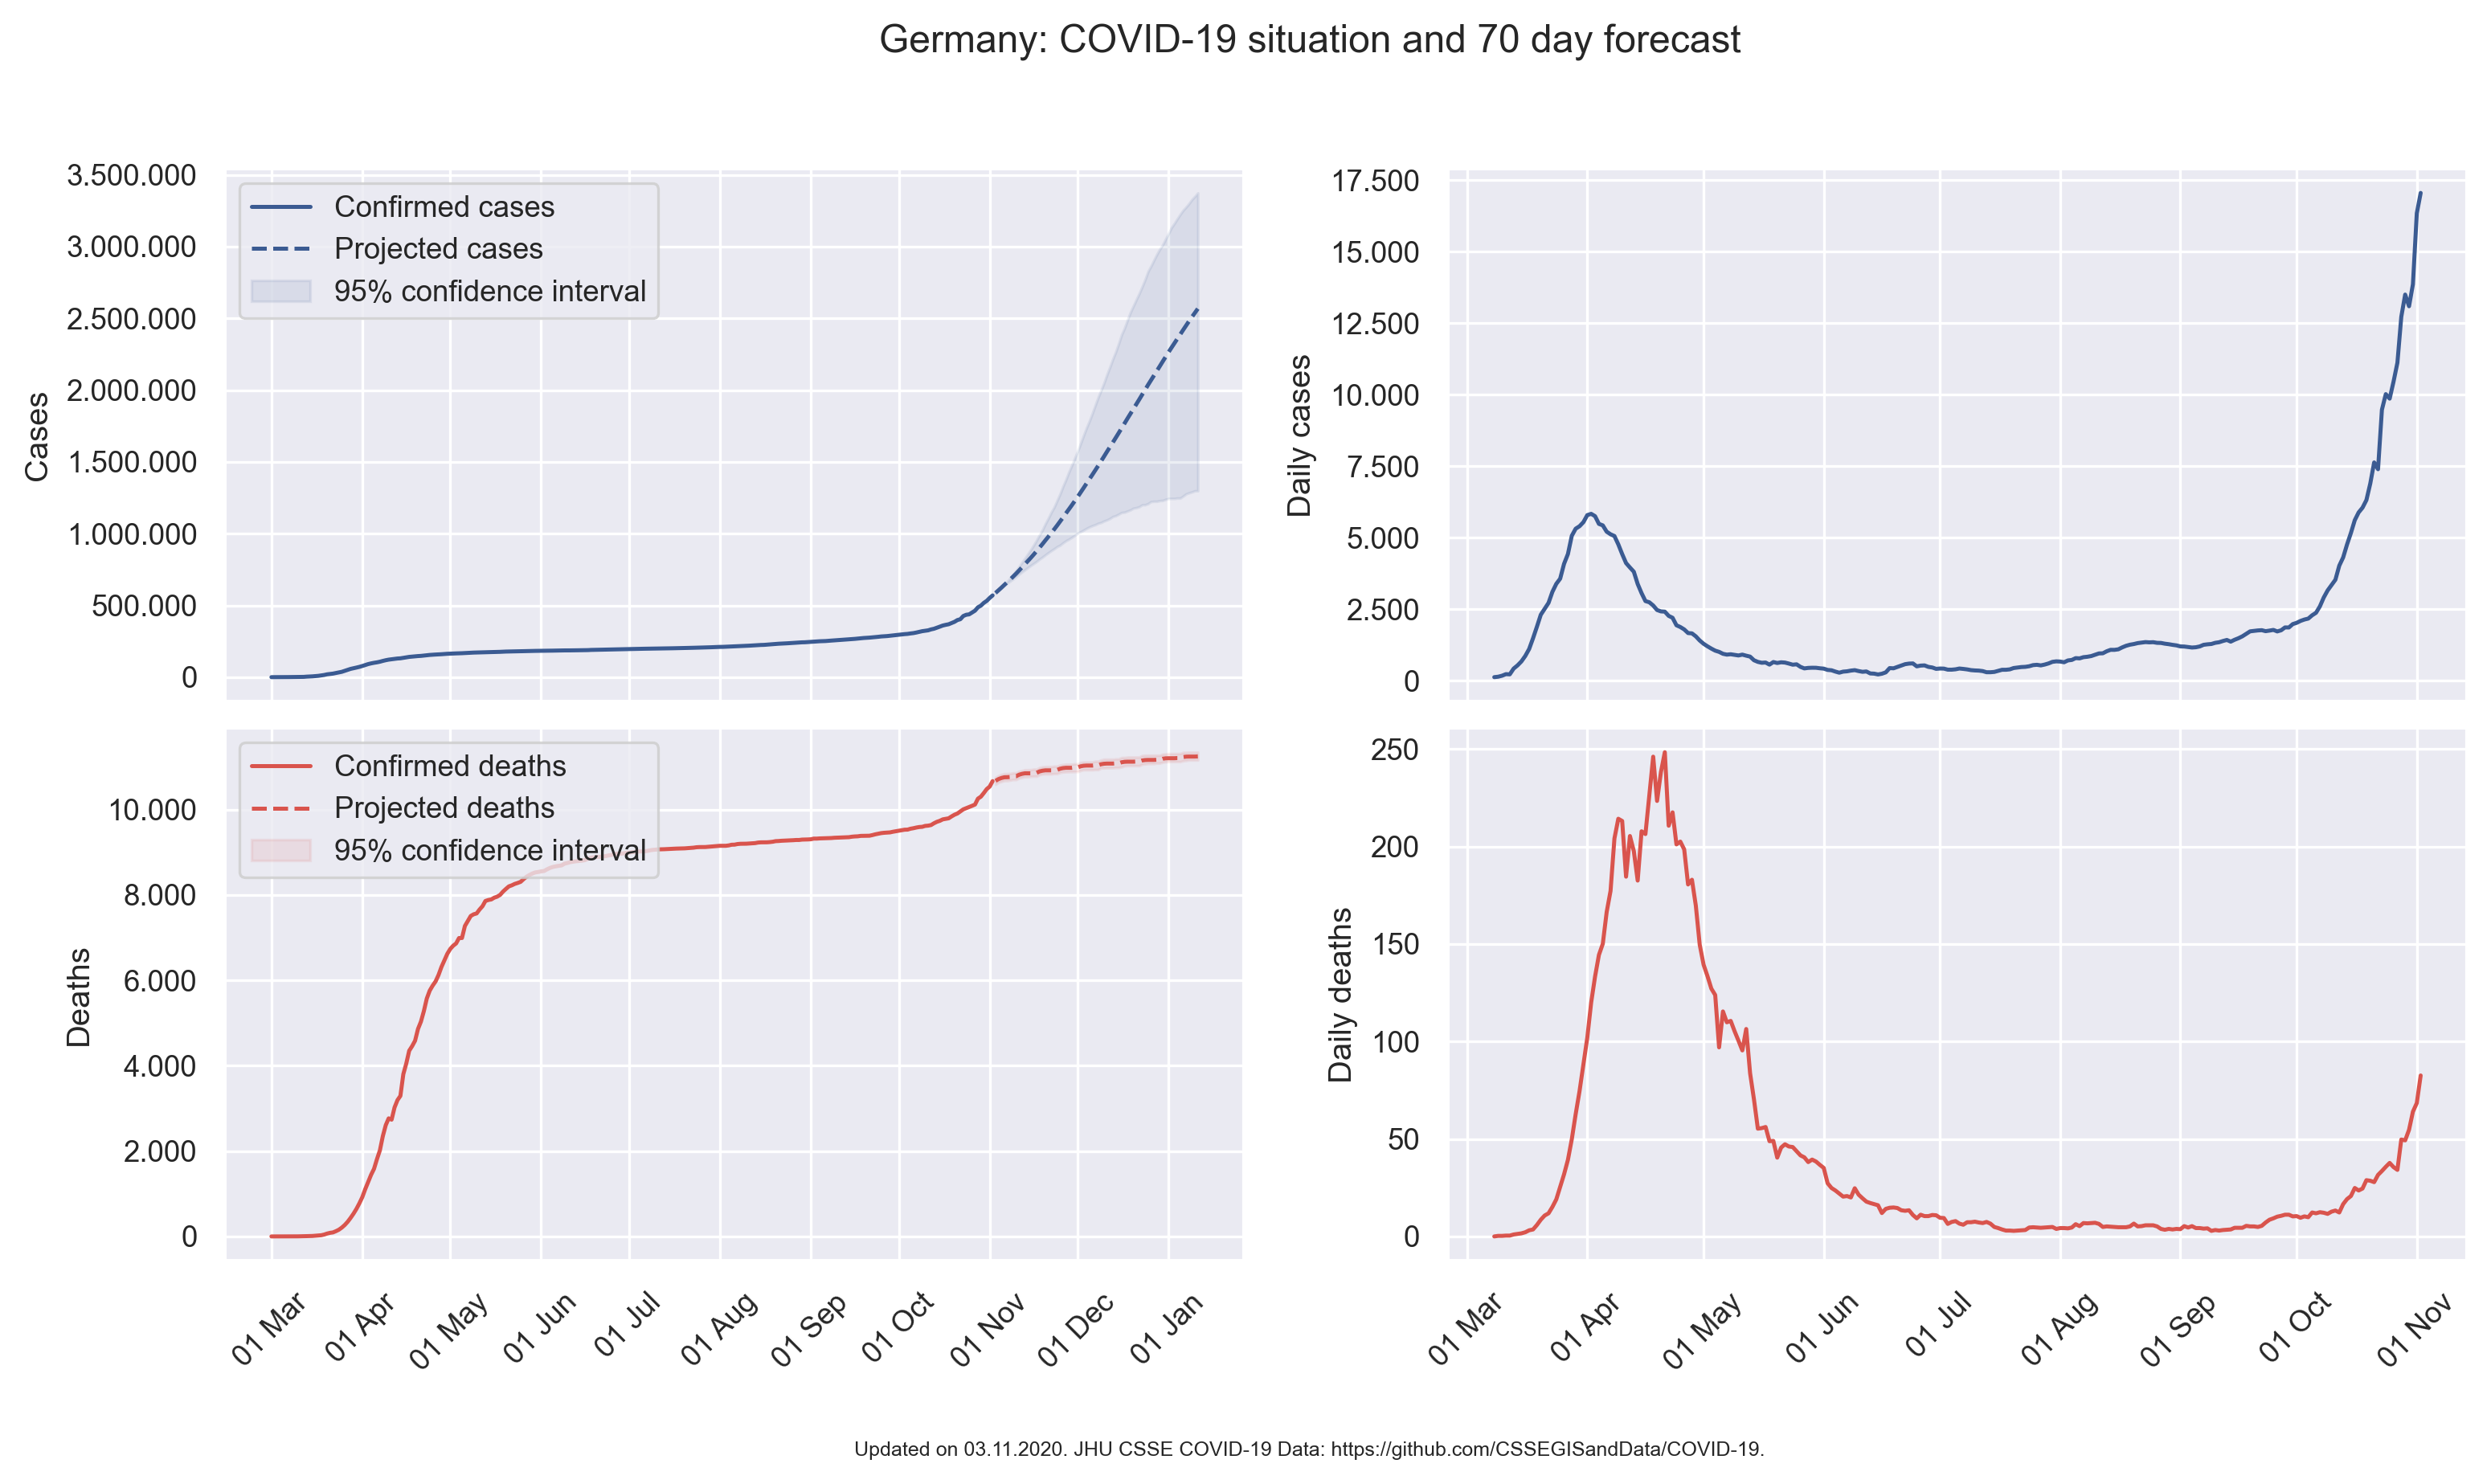 Germany: COVID-19 situation and 70 day forecast
Cases
3.500.000
3.000.000
2.500.000
2.000.000
1.500.000
1.000.000
500.000
0
Confirmed cases
Projected cases
95% confidence interval
Daily cases
17.500
15.000
12.500
10.000
7.500
5.000
2.500
0
Deaths
10.000
8.000
6.000
4.000
2.000
0
Confirmed deaths
Projected deaths
95% confidence interval
01 Mar
01 Apr
01 May
01 Jun
01 Jul
01 Aug
01 Sep
01 Oct
01 Nov
01 Dec
01 Jan
Daily deaths
250
200
150
100
50
0
01 Mar
01 Apr
01 May
01 Jun
01 Jul
01 Aug
01 Sep
01 Oct
01 Nov
Updated on 03.11.2020. JHU CSSE COVID-19 Data: https://github.com/CSSEGISandData/COVID-19.